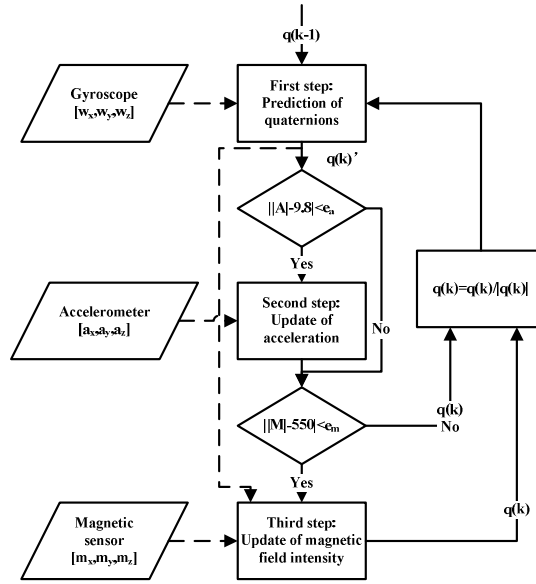 q(k-1)
Gyroscope
[wx,wy,wz]
First step:
Prediction of
quaternions
q(k)'
||A|-9.8|<ea
Yes
No
Accelerometer
[ax,ay,az]
Second step:
Update of
acceleration
q(k)=q(k)/|q(k)|
||M|-550|<em
q(k)
No
Yes
q(k)
Magnetic
sensor
[mx,my,mz]
Third step:
Update of magnetic
field intensity